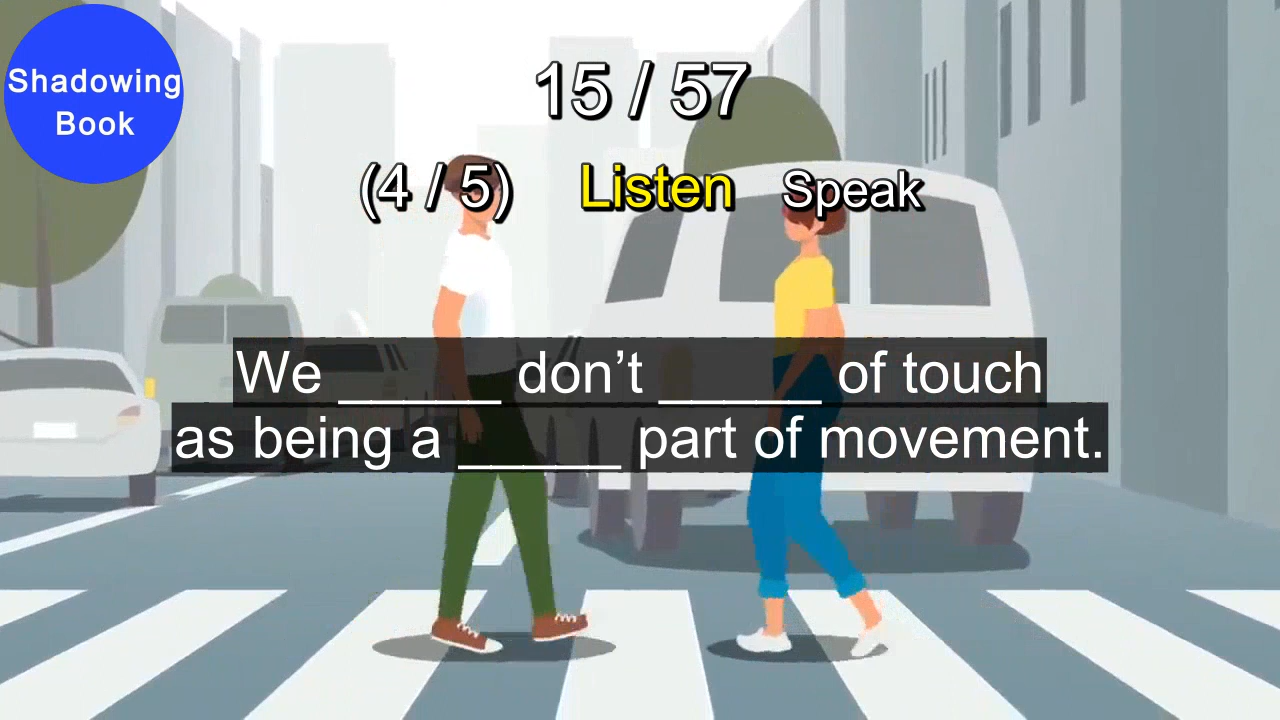 Shadowing
Book
15 / 57
(4 / 5) Listen Speak
We _____ don’t _____ of touch
as being a _____ part of movement.